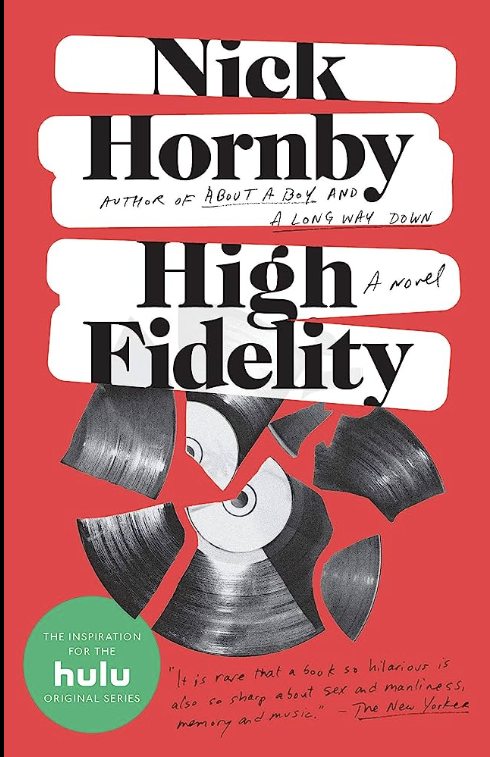 Nick
Hornby
AUTHOR OF ABOUT A BOY AND
A LONG WAY DOWN
High
A novel
Fidelity
THE INSPIRATION
FOR THE
hulu
ORIGINAL SERIES
"It is rare that a book so hilarious is
also so sharp about sex and manliness,
memory and music." – The New Yorker